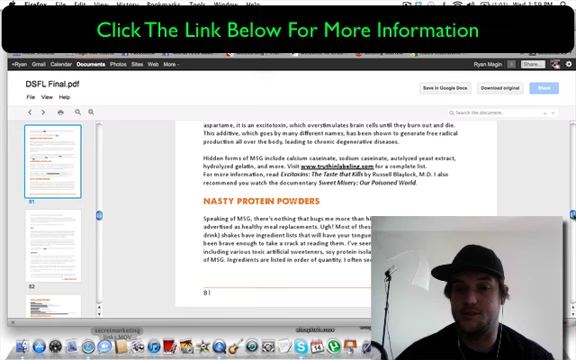 Firefox File Edit View History Bookmarks Tools Window Help
1:59 PM
Click The Link Below For More Information
+Ryan Gmail Calendar Documents Photos Sites Web More
Ryan Magin
Share...
DSFL Final.pdf
Save in Google Docs
Download original
Share
File View Help
Search the document
aspartame, it is an excitotoxin, which overstimulates brain cells until they burn out and die.
This additive, which goes by many different names, has been shown to generate free radical
production all over the body, leading to chronic degenerative diseases.
Hidden forms of MSG include calcium caseinate, sodium caseinate, autolyzed yeast extract,
hydrolyzed gelatin, and more. Visit www.truthinlabeling.com for a complete list.
For more information, read Excitoxins: The Taste that Kills by Russell Blaylock, M.D. I also
recommend you watch the documentary Sweet Misery: Our Poisoned World.
NASTY PROTEIN POWDERS
Speaking of MSG, there's nothing that bugs me more than
advertised as healthy meal replacements. Ugh! Most of
drink) shakes have ingredient lists that will have your tongue
been brave enough to take a crack at reading them. I've
including various toxic artificial sweeteners, soy protein
of MSG. Ingredients are listed in order of quantity. I often
81
81
82
secretmarketing
links.MOV